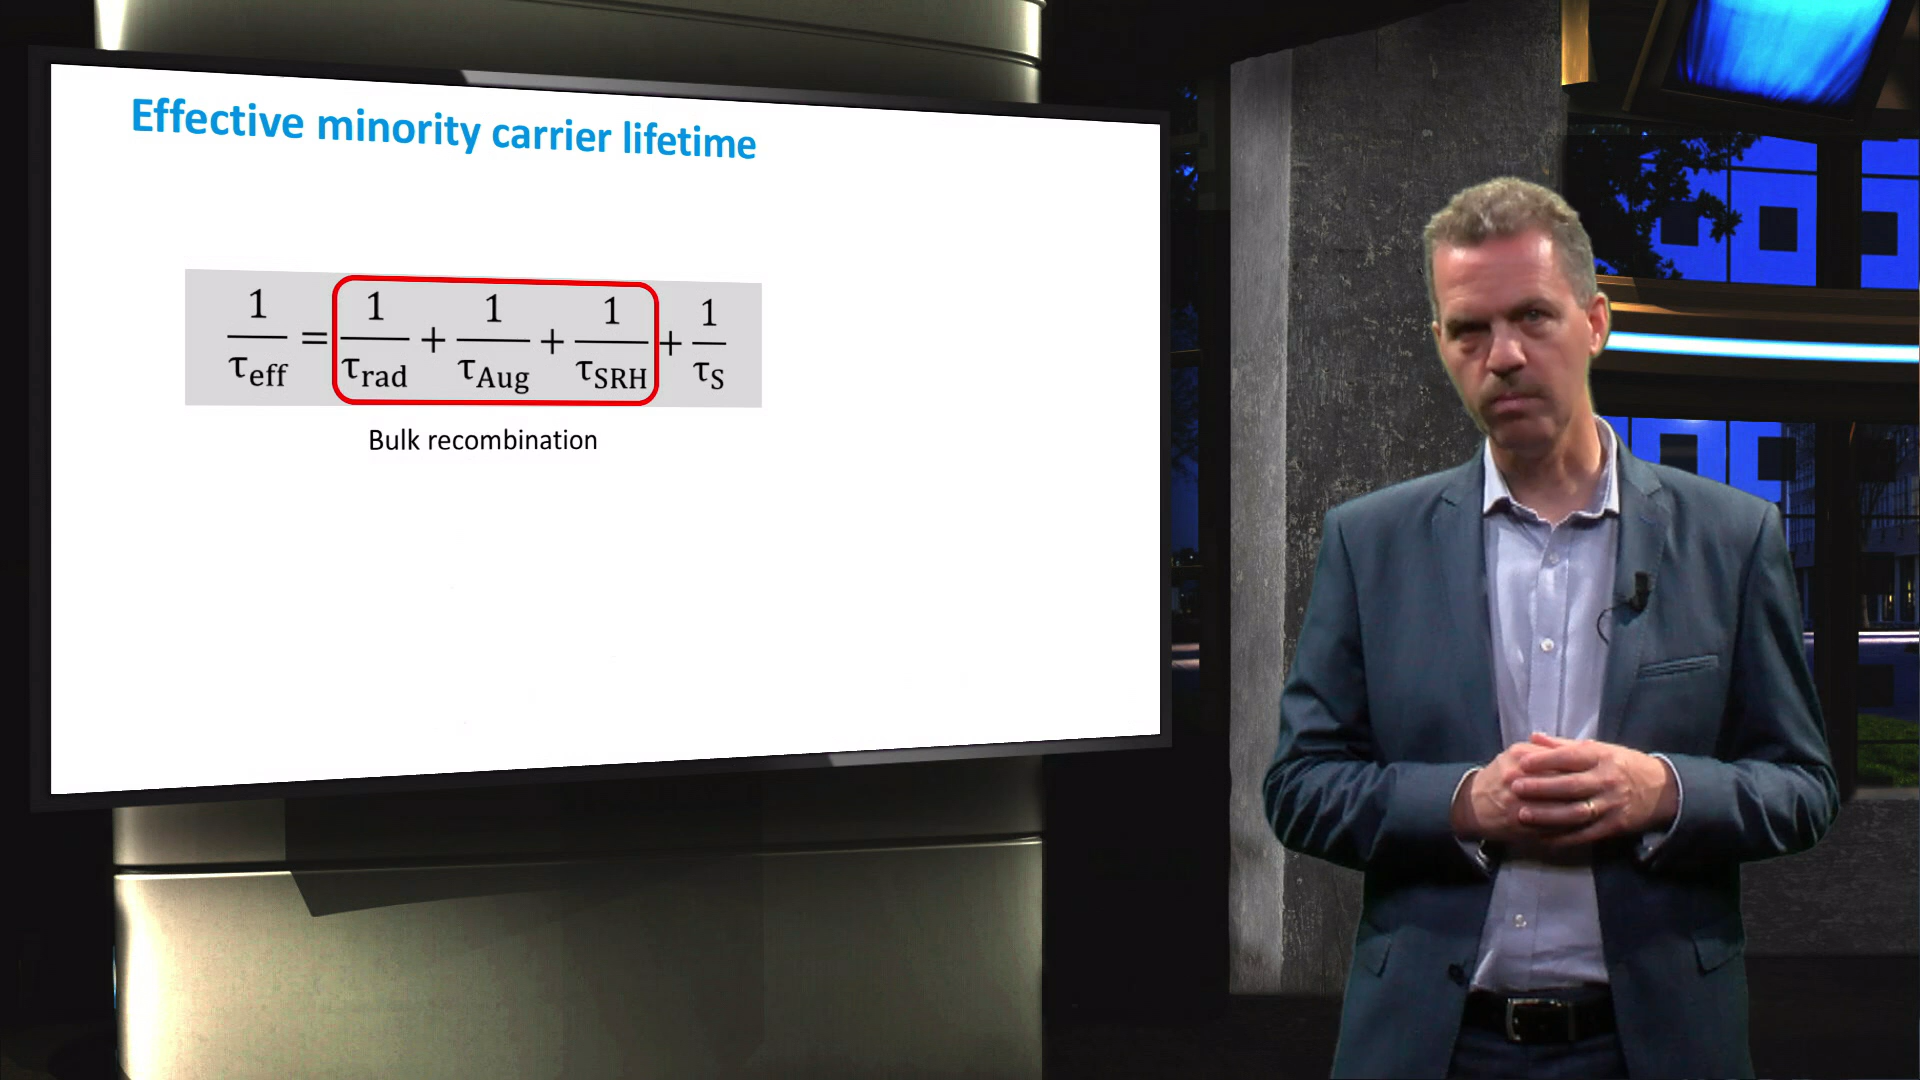 Effective minority carrier lifetime
1/τeff = 1/τrad + 1/τAug + 1/τSRH + 1/τS
Bulk recombination